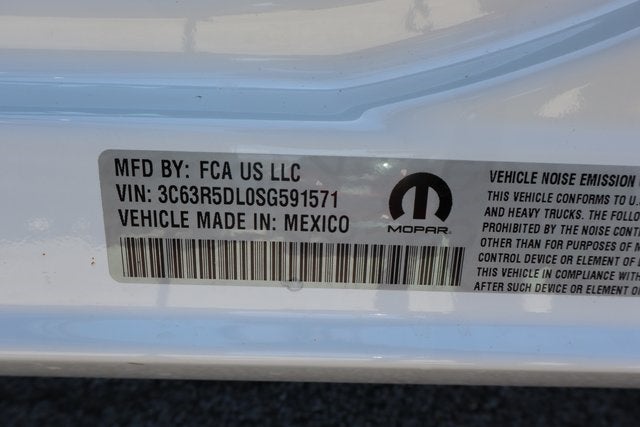 MFD BY: FCA US LLC
VIN: 3C63R5DL0SG591571
VEHICLE MADE IN: MEXICO
MOPAR
VEHICLE NOISE EMISSION
THIS VEHICLE CONFORMS TO U.
AND HEAVY TRUCKS. THE FOLLO
PROHIBITED BY THE NOISE CONT
OTHER THAN FOR PURPOSES OF M
CONTROL DEVICE OR ELEMENT OF
THIS VEHICLE IN COMPLIANCE WITH
AFTER SUCH DEVICE OR ELEMENT O